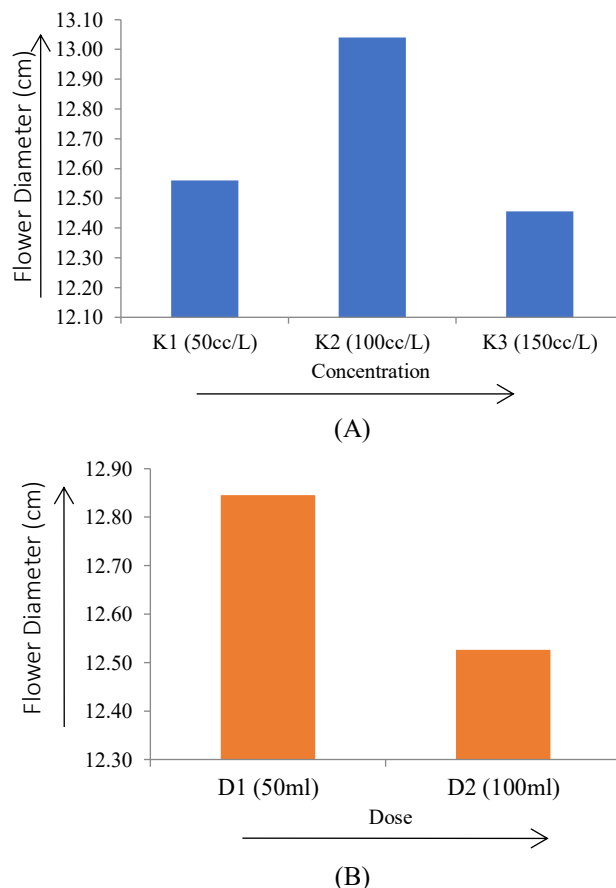 13.10
13.00
12.90
12.80
12.70
12.60
12.50
12.40
12.30
12.20
12.10
Flower Diameter (cm)
K1 (50cc/L) K2 (100cc/L) K3 (150cc/L)
Concentration
(A)
12.90
12.80
12.70
12.60
12.50
12.40
12.30
Flower Diameter (cm)
D1 (50ml) D2 (100ml)
Dose
(B)